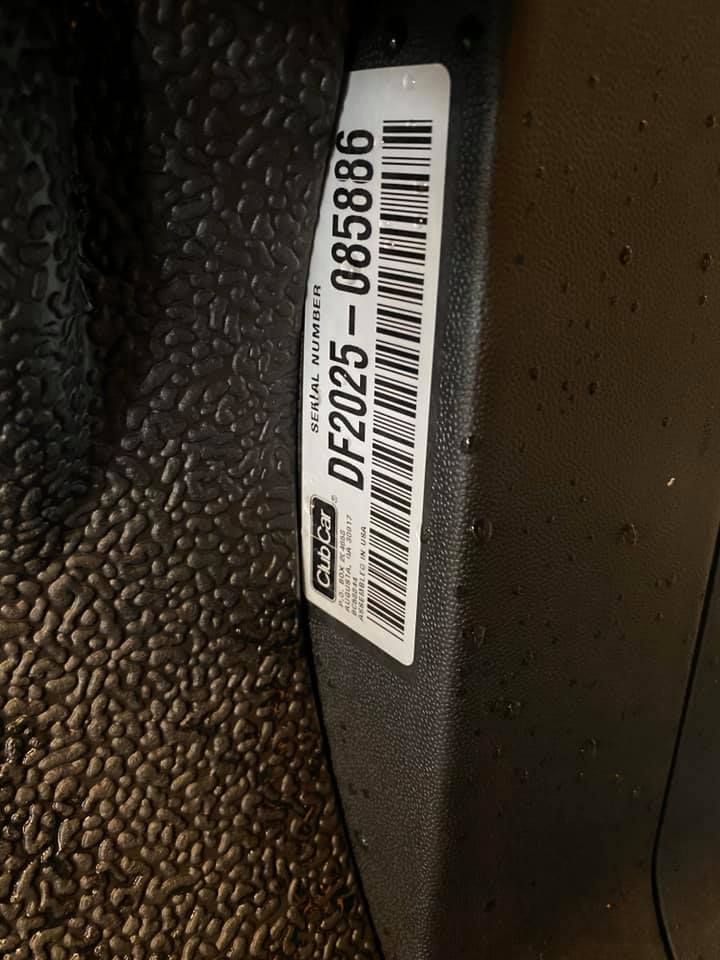 SERIAL NUMBER
DF2025-085886
Club Car®
P.O. BOX 204658
AUGUSTA, GA 30917
ASSEMBLED IN USA